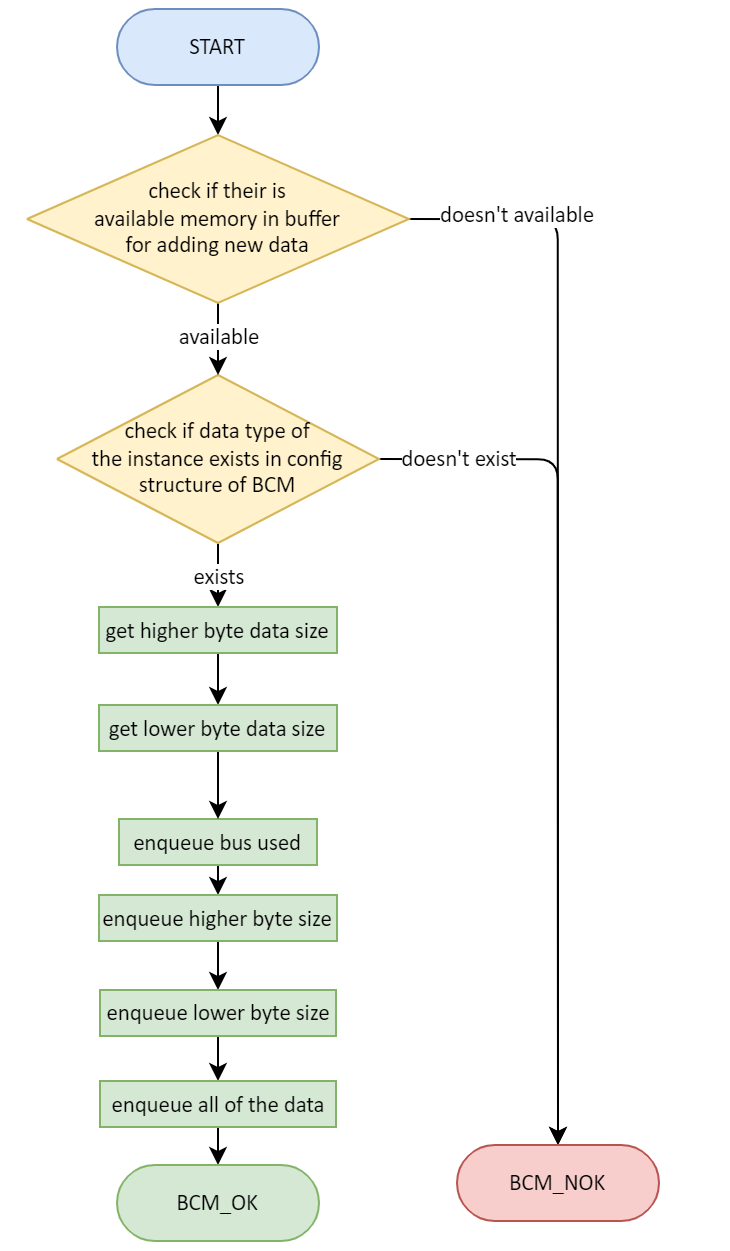 START
check if their is
available memory in buffer
for adding new data
doesn't available
available
check if data type of
the instance exists in config
structure of BCM
doesn't exist
exists
get higher byte data size
get lower byte data size
enqueue bus used
enqueue higher byte size
enqueue lower byte size
enqueue all of the data
BCM_OK
BCM_NOK